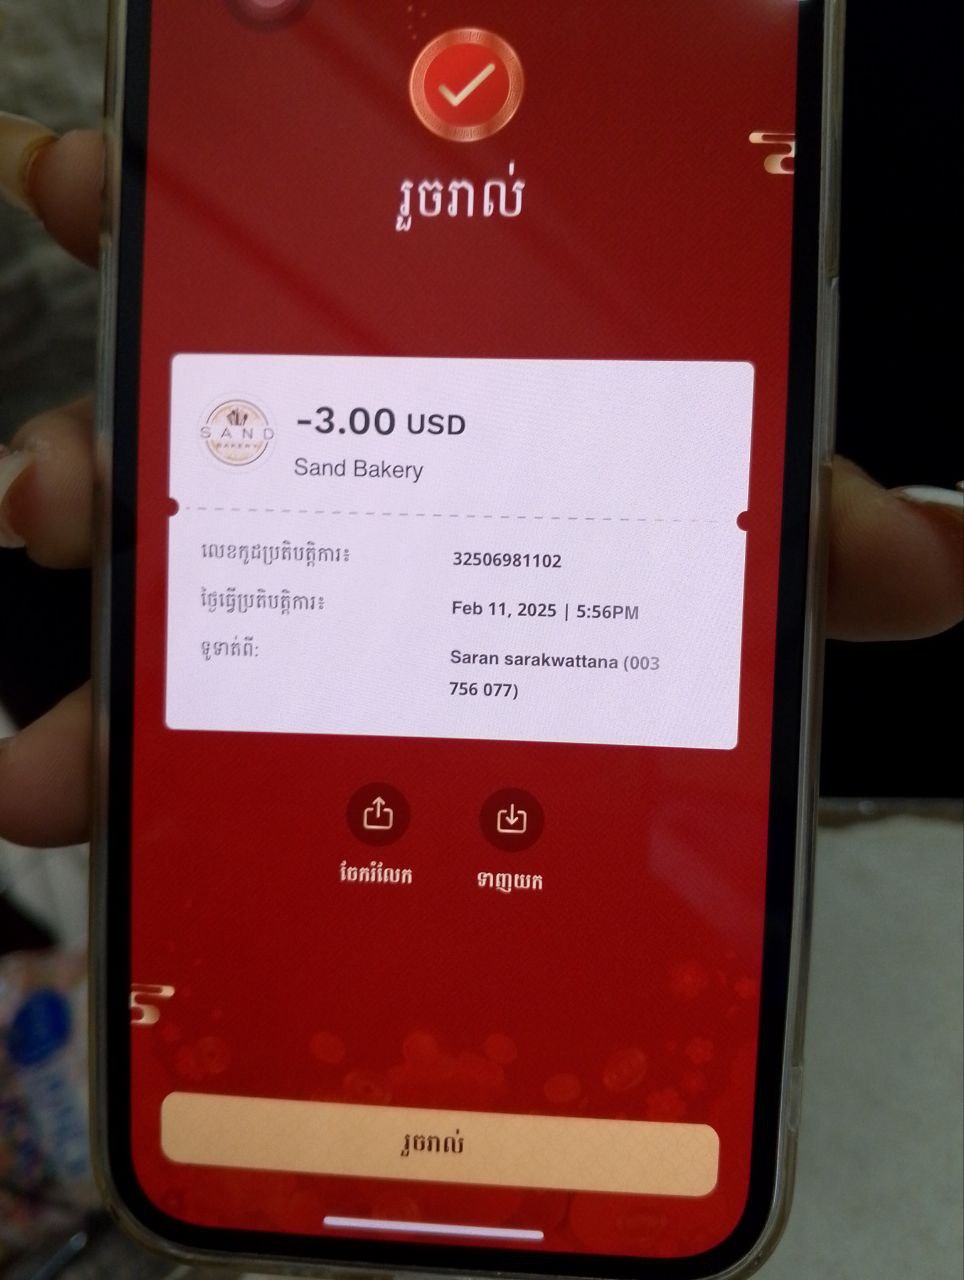 រួចរាល់
SAND
BAKERY
-3.00 USD
Sand Bakery
លេខកូដប្រតិបត្តិការ៖
32506981102
ថ្ងៃធ្វើប្រតិបត្តិការ៖
Feb 11, 2025 | 5:56PM
ទូទាត់ពី:
Saran sarakwattana (003
756 077)
ចែករំលែក
ទាញយក
រួចរាល់